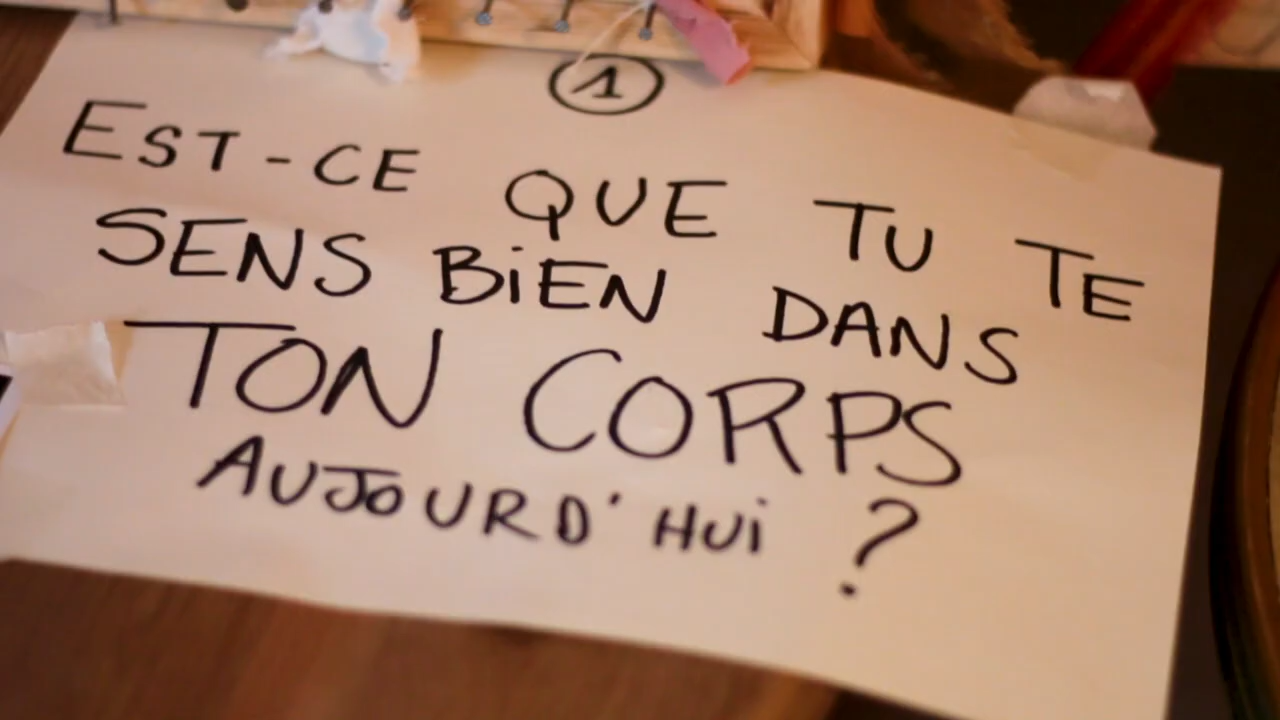 1
EST-CE QUE TU TE
SENS BiEN DANS
TON CORPS
AUJOURD'HUi ?